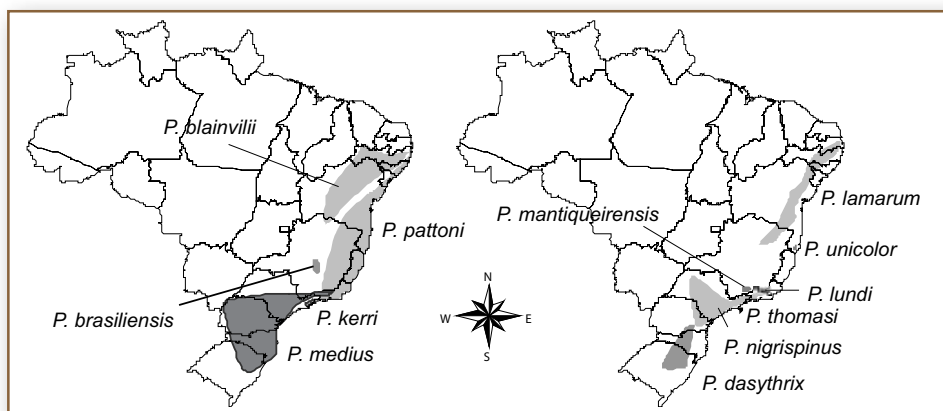 P. blainvilii
P. pattoni
P. brasiliensis
P. kerri
P. medius
N
W E
S
P. lamarum
P. mantiqueirensis
P. unicolor
P. lundi
P. thomasi
P. nigrispinus
P. dasythrix